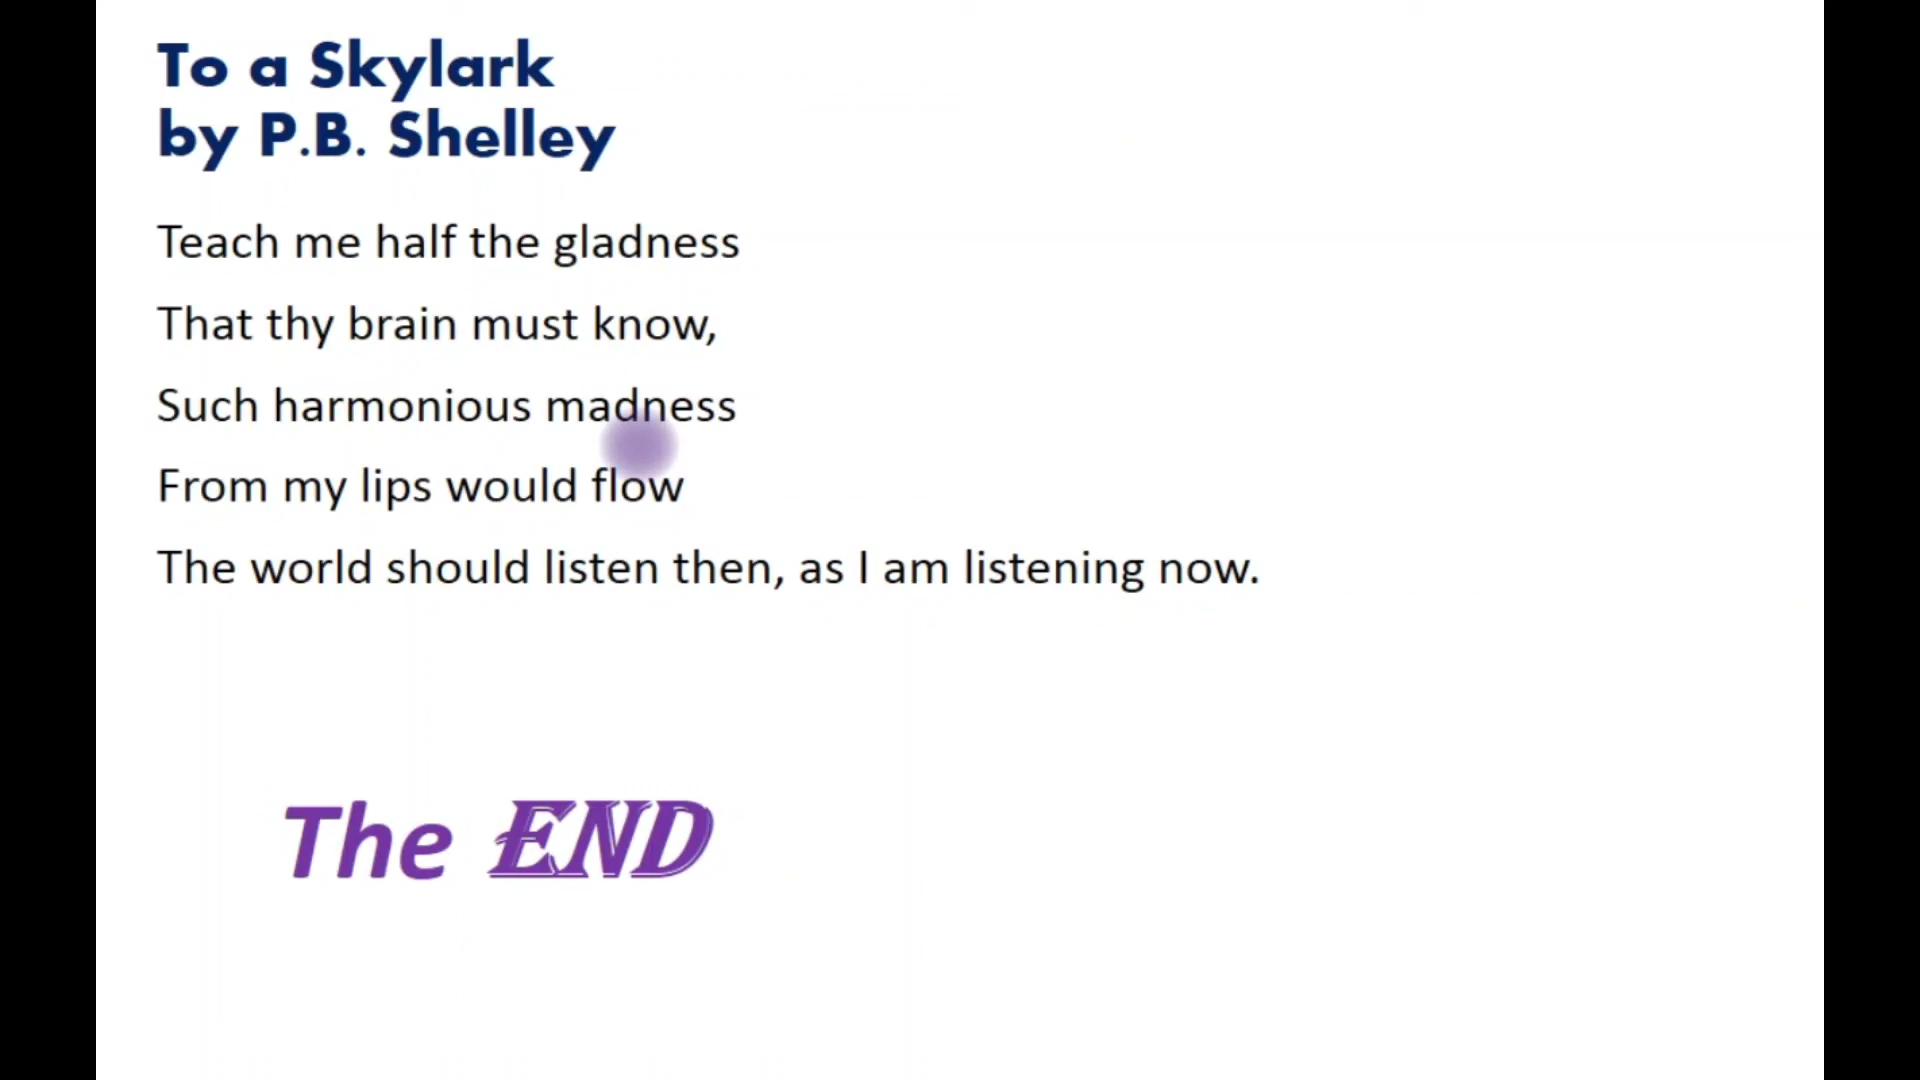 To a Skylark
by P.B. Shelley
Teach me half the gladness
That thy brain must know,
Such harmonious madness
From my lips would flow
The world should listen then, as I am listening now.
The END